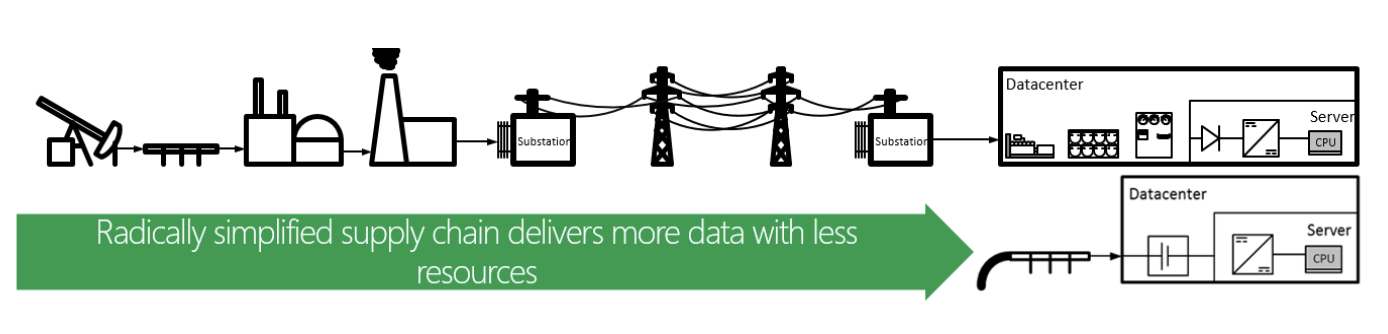 Datacenter
Server
Substation
Substation
CPU
Datacenter
Radically simplified supply chain delivers more data with less
resources
Server
CPU